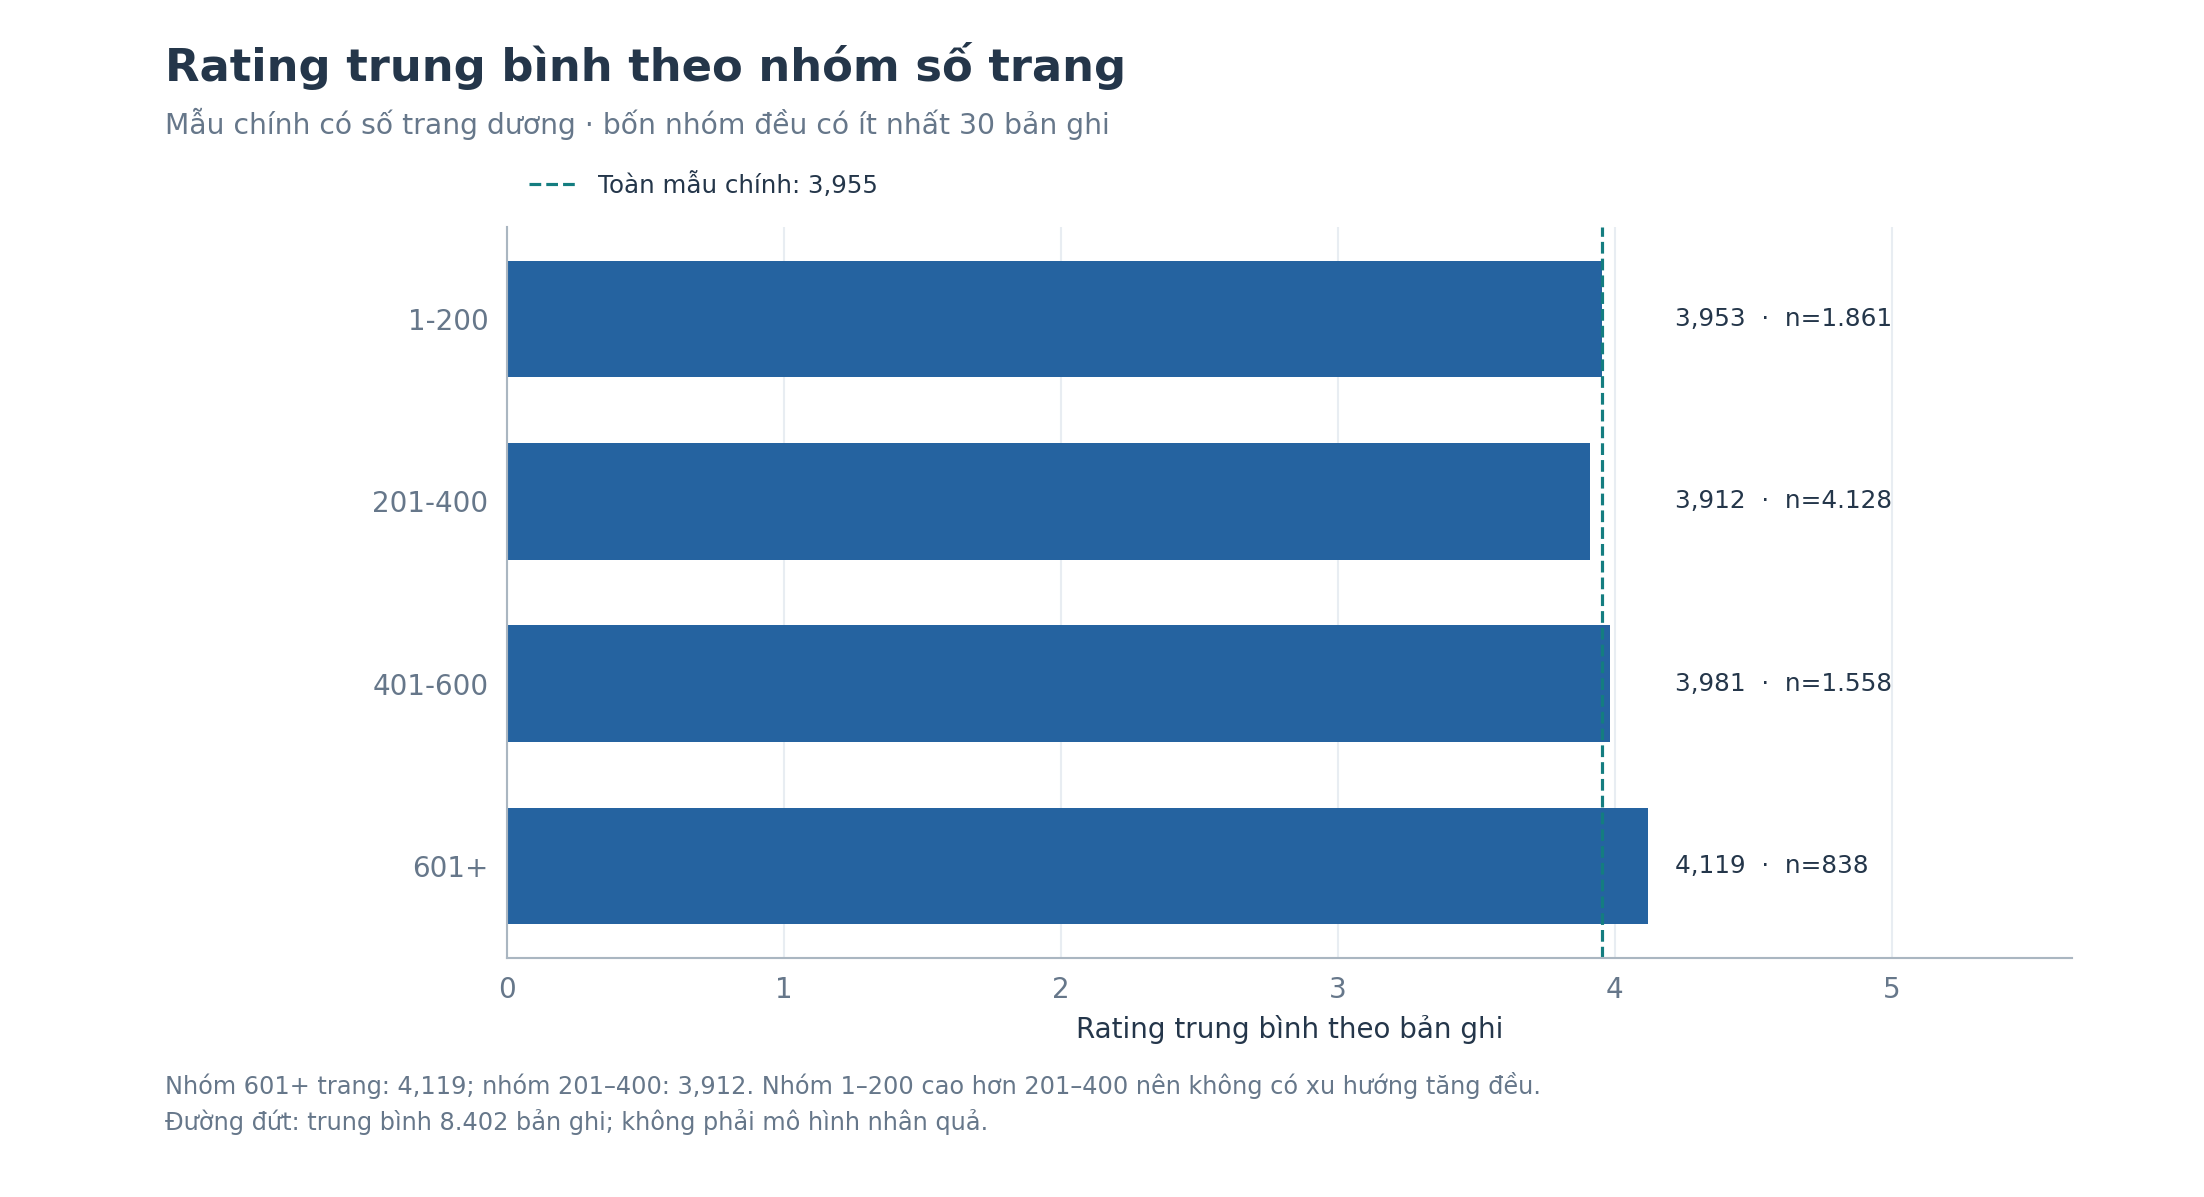 Rating trung bình theo nhóm số trang
Mẫu chính có số trang dương · bốn nhóm đều có ít nhất 30 bản ghi
Toàn mẫu chính: 3,955
1-200
3,953 · n=1.861
201-400
3,912 · n=4.128
401-600
3,981 · n=1.558
601+
4,119 · n=838
0 1 2 3 4 5
Rating trung bình theo bản ghi
Nhóm 601+ trang: 4,119; nhóm 201–400: 3,912. Nhóm 1–200 cao hơn 201–400 nên không có xu hướng tăng đều.
Đường đứt: trung bình 8.402 bản ghi; không phải mô hình nhân quả.